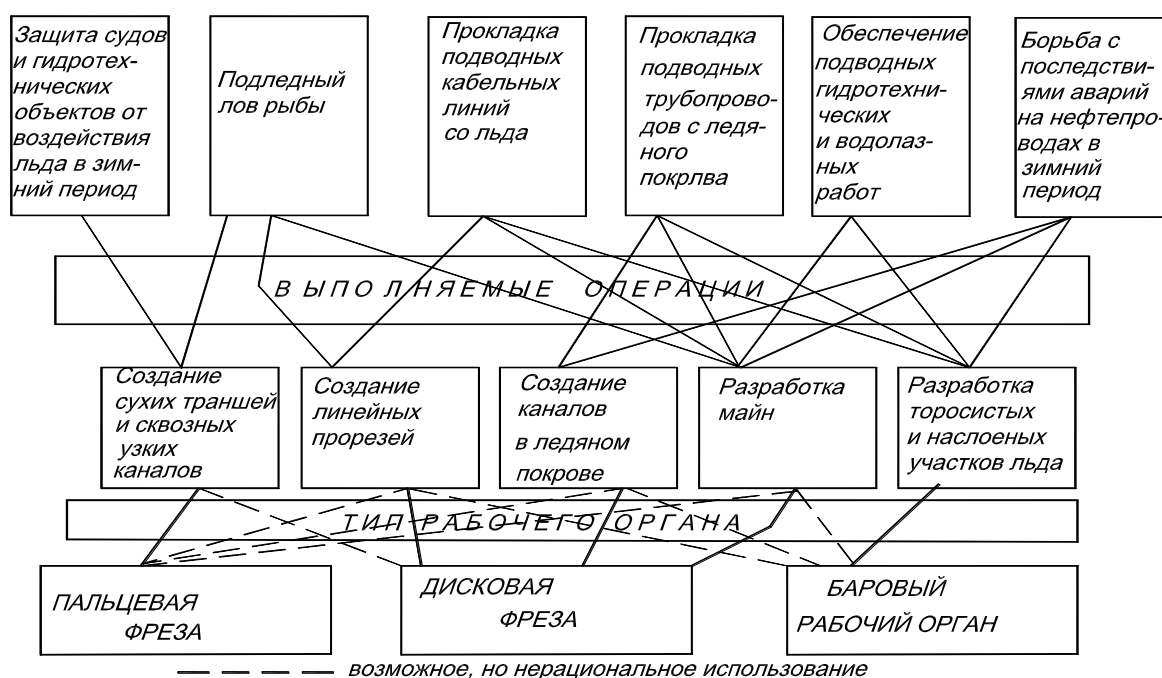 Защита судов
и гидротех-
нических
объектов от
воздействия
льда в зим-
ний период
Подледный
лов рыбы
Прокладка
подводных
кабельных
линий
со льда
Прокладка
подводных
трубопрово-
дов с ледя-
ного
покрлва
Обеспечение
подводных
гидротехни-
ческих
и водолаз-
ных
работ
Борьба с
последстви-
ями аварий
на нефтепро-
водах в
зимний
период
ВЫПОЛНЯЕМЫЕ ОПЕРАЦИИ
Создание
сухих траншей
и сквозных
узких
каналов
Создание
линейных
прорезей
Создание
каналов
в ледяном
покрове
Разработка
майн
Разработка
торосистых
и наслоеных
участков льда
ТИП РАБОЧЕГО ОРГАНА
ПАЛЬЦЕВАЯ
ФРЕЗА
ДИСКОВАЯ
ФРЕЗА
БАРОВЫЙ
РАБОЧИЙ ОРГАН
возможное, но нерациональное использование